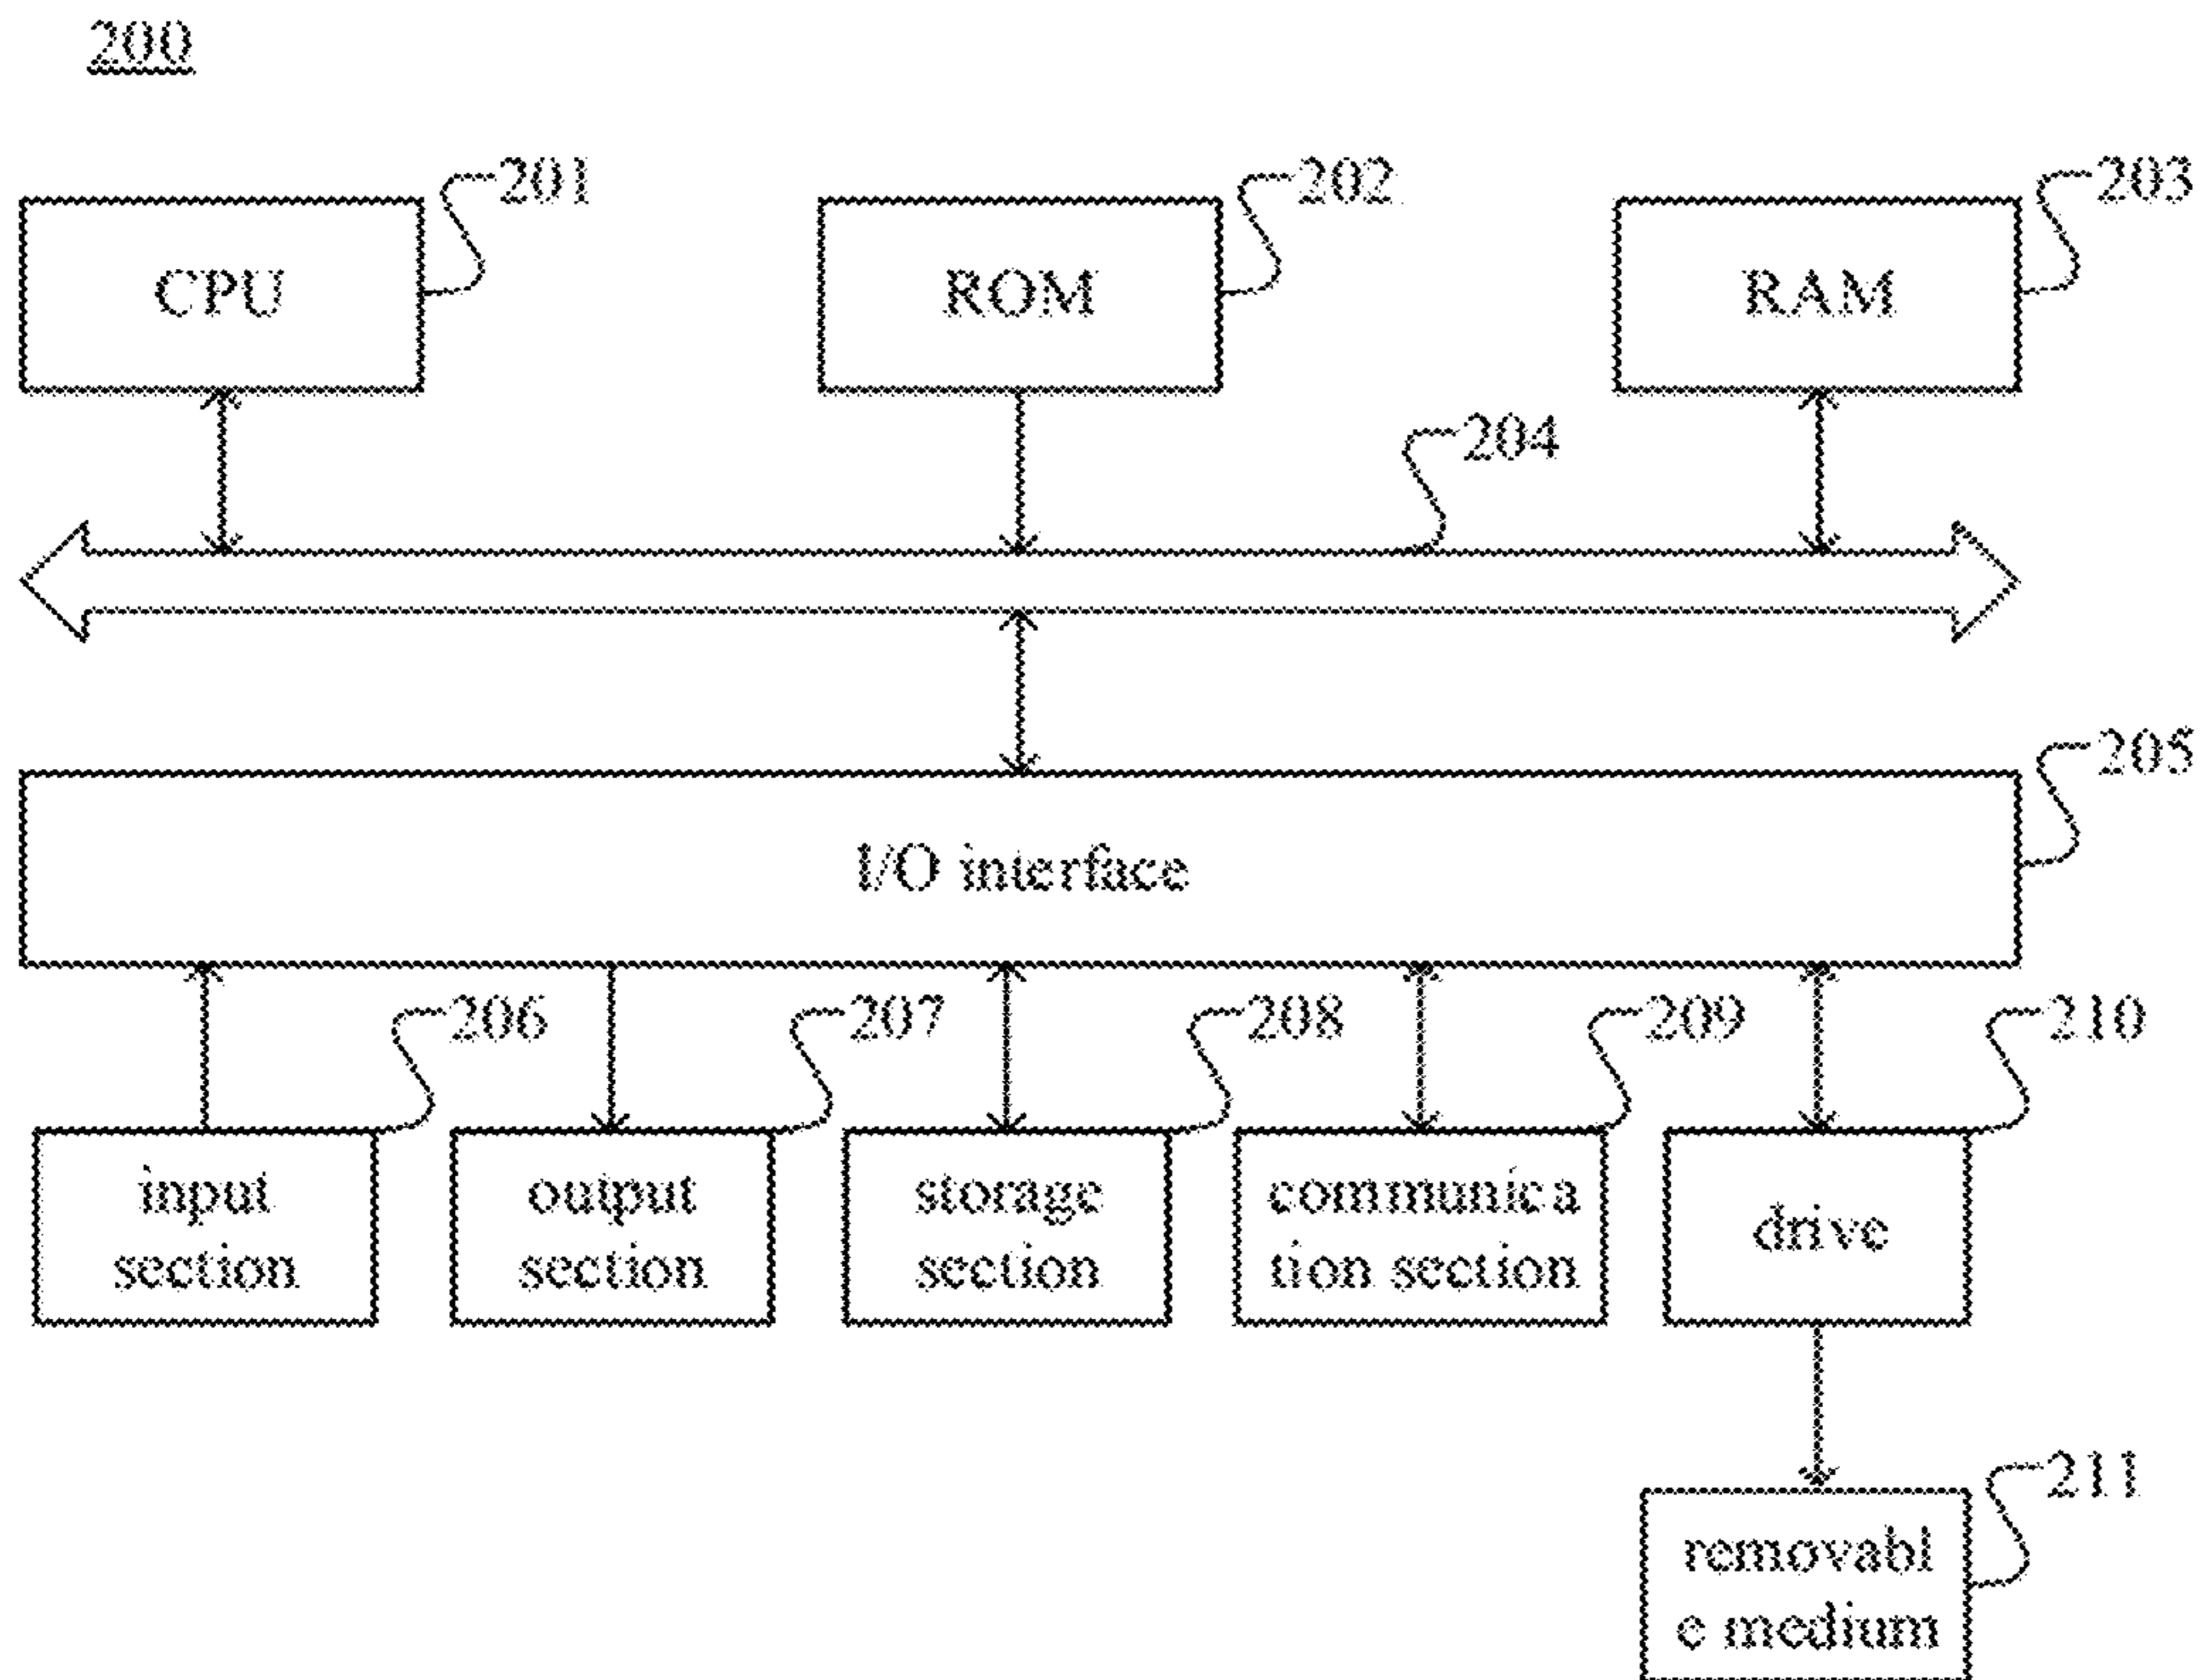 200
201
202
203
CPU
ROM
RAM
204
205
I/O interface
206
207
208
209
210
input
section
output
section
storage
section
communica
tion section
drive
211
removabl
e medium